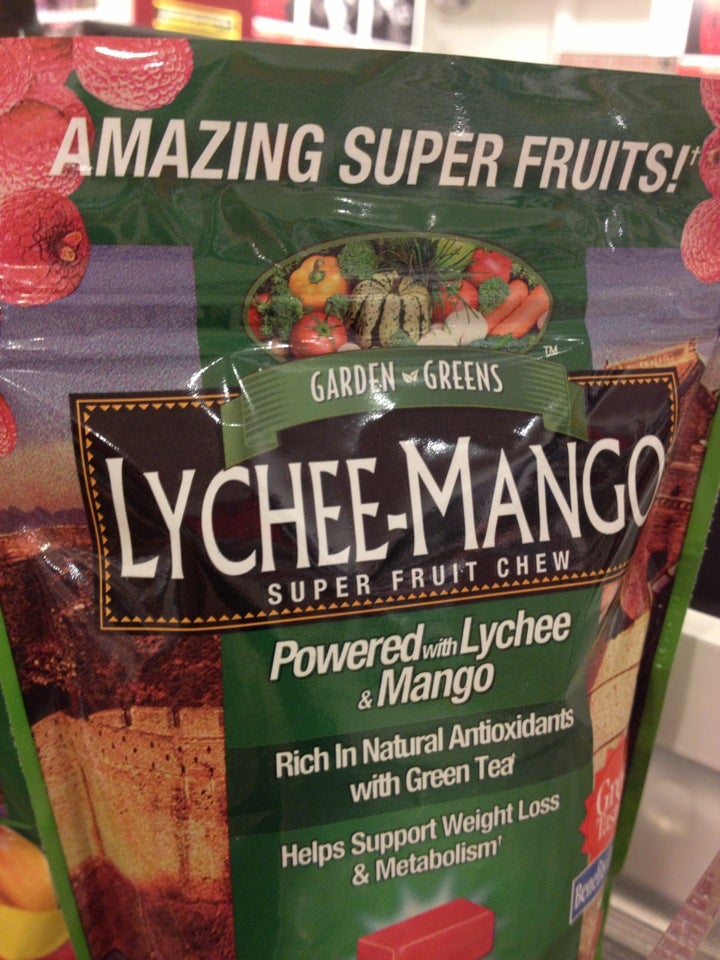 AMAZING SUPER FRUITS!†
GARDEN GREENS
LYCHEE-MANGO
SUPER FRUIT CHEW
Powered with Lychee
& Mango
Rich In Natural Antioxidants
with Green Tea†
Helps Support Weight Loss
& Metabolism†
TM